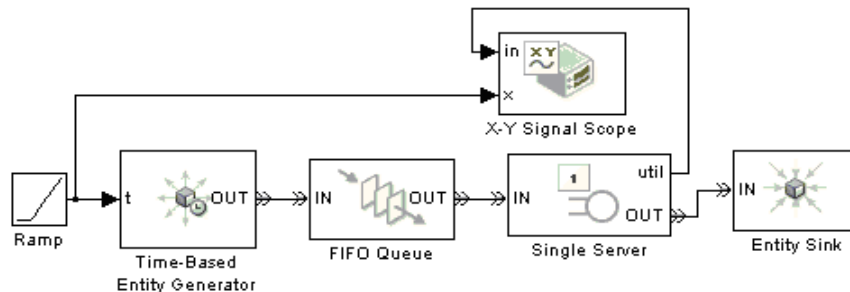 in
X Y
x
X-Y Signal Scope
t
OUT
IN
OUT
IN
1
util
OUT
IN
Ramp
Time-Based
Entity Generator
FIFO Queue
Single Server
Entity Sink